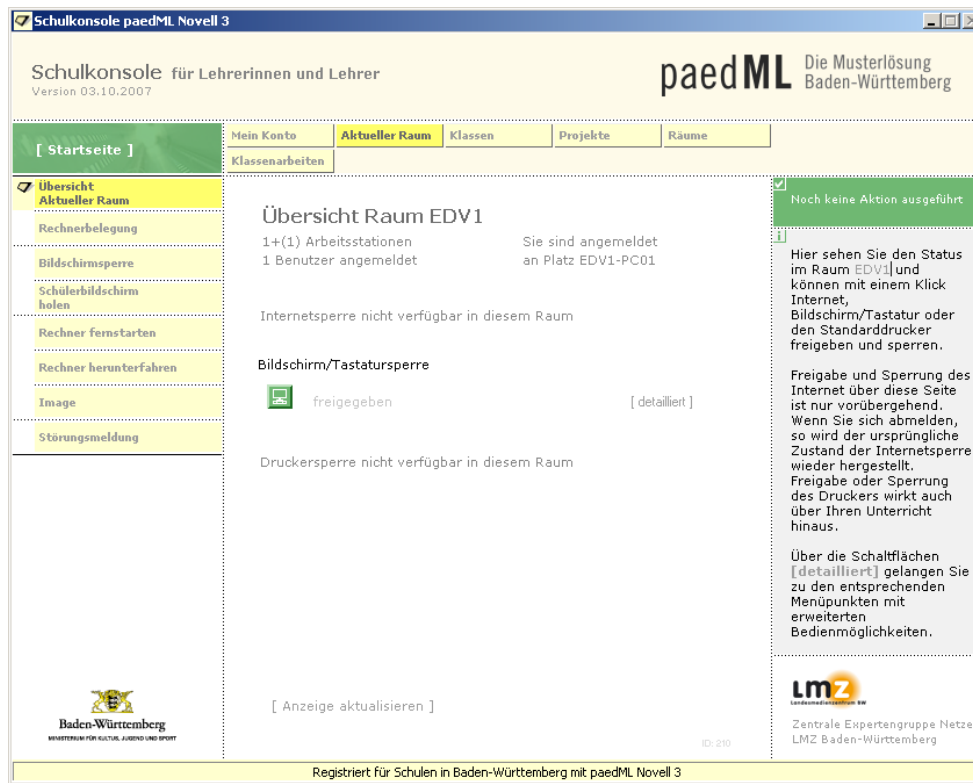 Schulkonsole paedML Novell 3
Schulkonsole für Lehrerinnen und Lehrer
Version 03.10.2007
paedML Die Musterlösung
Baden-Württemberg
[ Startseite ]
Mein Konto
Aktueller Raum
Klassen
Projekte
Räume
Klassenarbeiten
Übersicht
Aktueller Raum
Rechnerbelegung
Bildschirmsperre
Schülerbildschirm
holen
Rechner fernstarten
Rechner herunterfahren
Image
Störungsmeldung
Übersicht Raum EDV1
1+(1) Arbeitsstationen
1 Benutzer angemeldet
Sie sind angemeldet
an Platz EDV1-PC01
Internetsperre nicht verfügbar in diesem Raum
Bildschirm/Tastatursperre
freigegeben
[ detailliert ]
Druckersperre nicht verfügbar in diesem Raum
[ Anzeige aktualisieren ]
ID: 210
Noch keine Aktion ausgeführt
Hier sehen Sie den Status
im Raum EDV1 und
können mit einem Klick
Internet,
Bildschirm/Tastatur oder
den Standarddrucker
freigeben und sperren.
Freigabe und Sperrung des
Internet über diese Seite
ist nur vorübergehend.
Wenn Sie sich abmelden,
so wird der ursprüngliche
Zustand der Internetsperre
wieder hergestellt.
Freigabe oder Sperrung
des Druckers wirkt auch
über Ihren Unterricht
hinaus.
Über die Schaltflächen
[detailliert] gelangen Sie
zu den entsprechenden
Menüpunkten mit
erweiterten
Bedienmöglichkeiten.
Baden-Württemberg
MINISTERIUM FÜR KULTUS, JUGEND UND SPORT
LMZ
Landesmedienzentrum BW
Zentrale Expertengruppe Netze
LMZ Baden-Württemberg
Registriert für Schulen in Baden-Württemberg mit paedML Novell 3